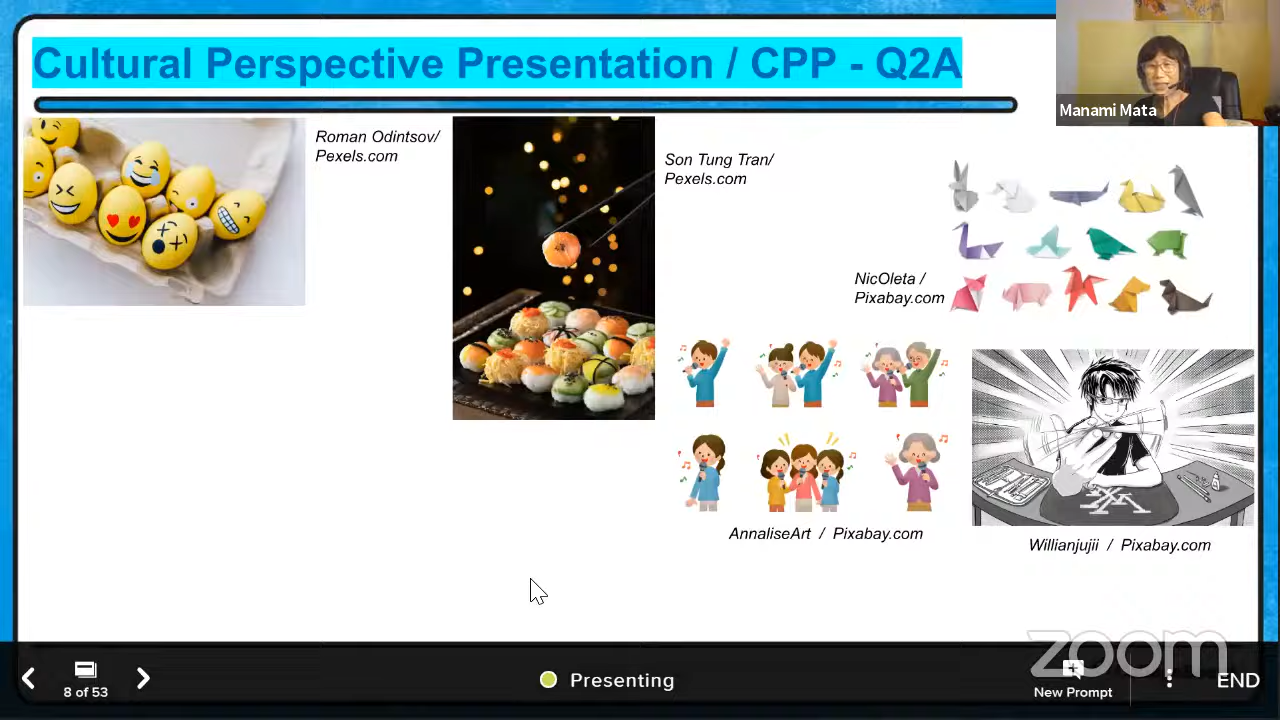 Cultural Perspective Presentation / CPP - Q2A
Manami Mata
Roman Odintsov/
Pexels.com
Son Tung Tran/
Pexels.com
NicOleta /
Pixabay.com
AnnaliseArt / Pixabay.com
Willianjujii / Pixabay.com
zoom
8 of 53
Presenting
New Prompt
END